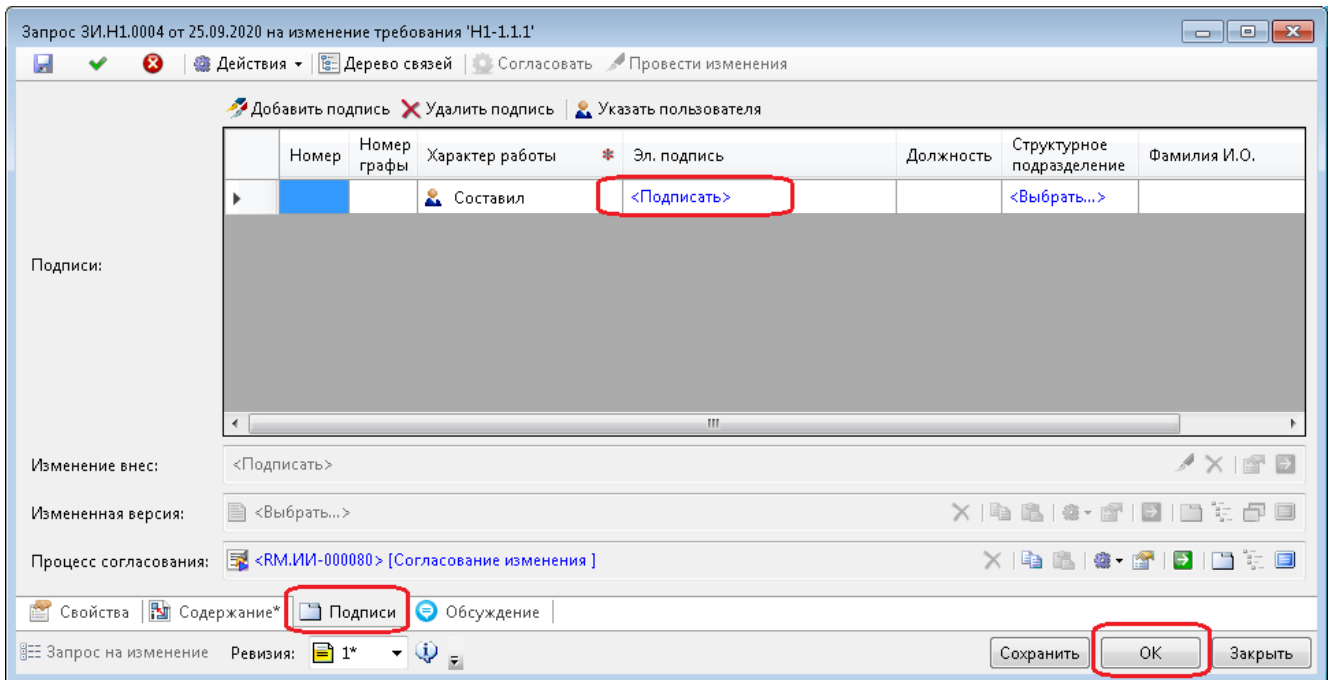 Запрос ЗИ.Н1.0004 от 25.09.2020 на изменение требования 'Н1-1.1.1'
Действия Дерево связей Согласовать Провести изменения
Добавить подпись Удалить подпись Указать пользователя
Номер Номер графы Характер работы * Эл. подпись Должность Структурное подразделение Фамилия И.О.
Составил <Подписать> <Выбрать...>
Подписи:
Изменение внес: <Подписать>
Измененная версия: <Выбрать...>
Процесс согласования: <RM.ИИ-000080> [Согласование изменения ]
Свойства Содержание* Подписи Обсуждение
Запрос на изменение Ревизия: 1* Сохранить OK Закрыть